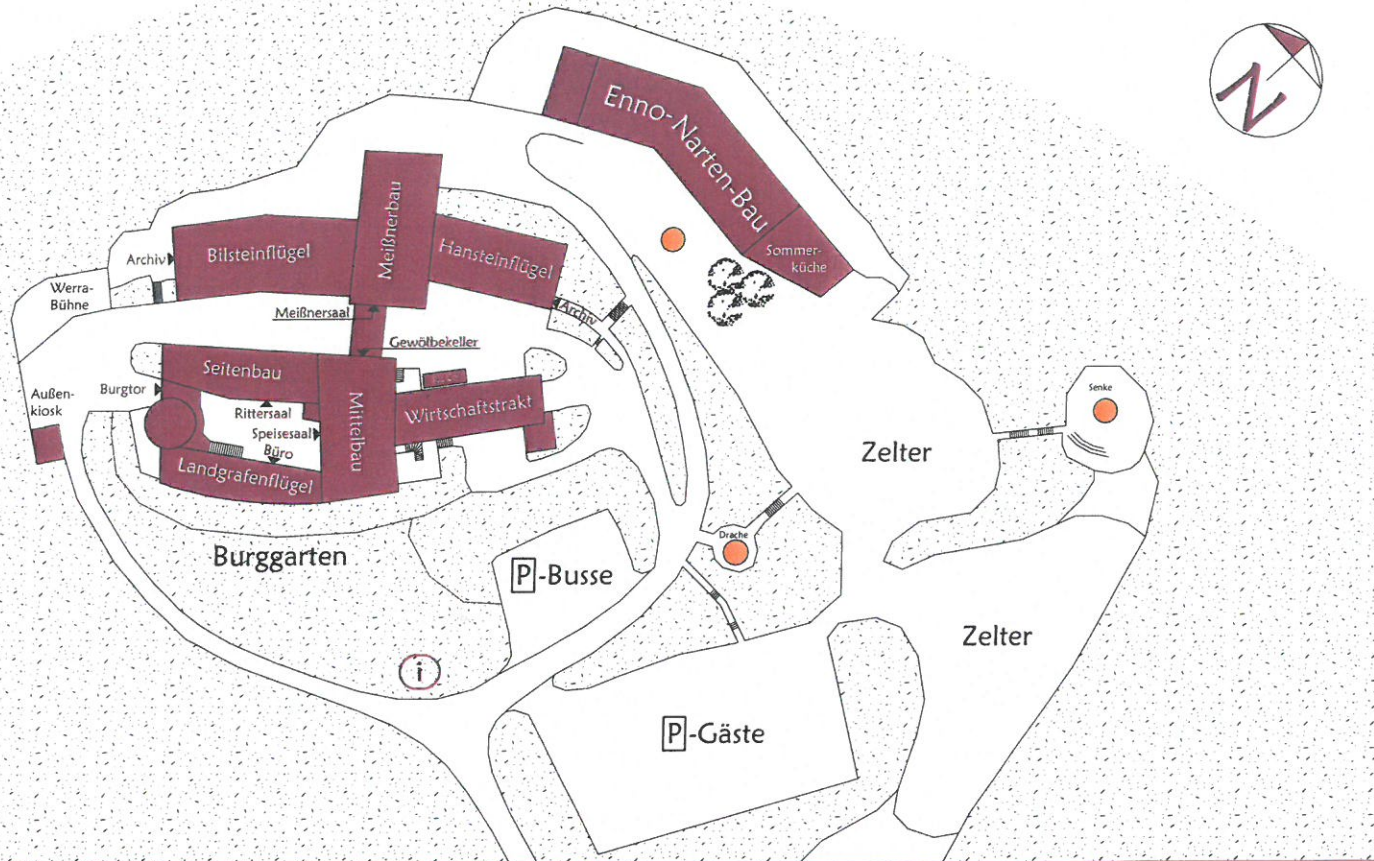 N
Enno-Narten-Bau
Sommer-
küche
Meißnerbau
Bilsteinflügel
Hansteinflügel
Archiv
Werra-
Bühne
Meißnersaal
Archiv
Gewölbekeller
Seitenbau
Burgtor
Außen-
kiosk
Rittersaal
Speisesaal
Büro
Mittelbau
Wirtschaftstrakt
Landgrafenflügel
Senke
Zelter
Drache
Burggarten
P-Busse
Zelter
i
P-Gäste